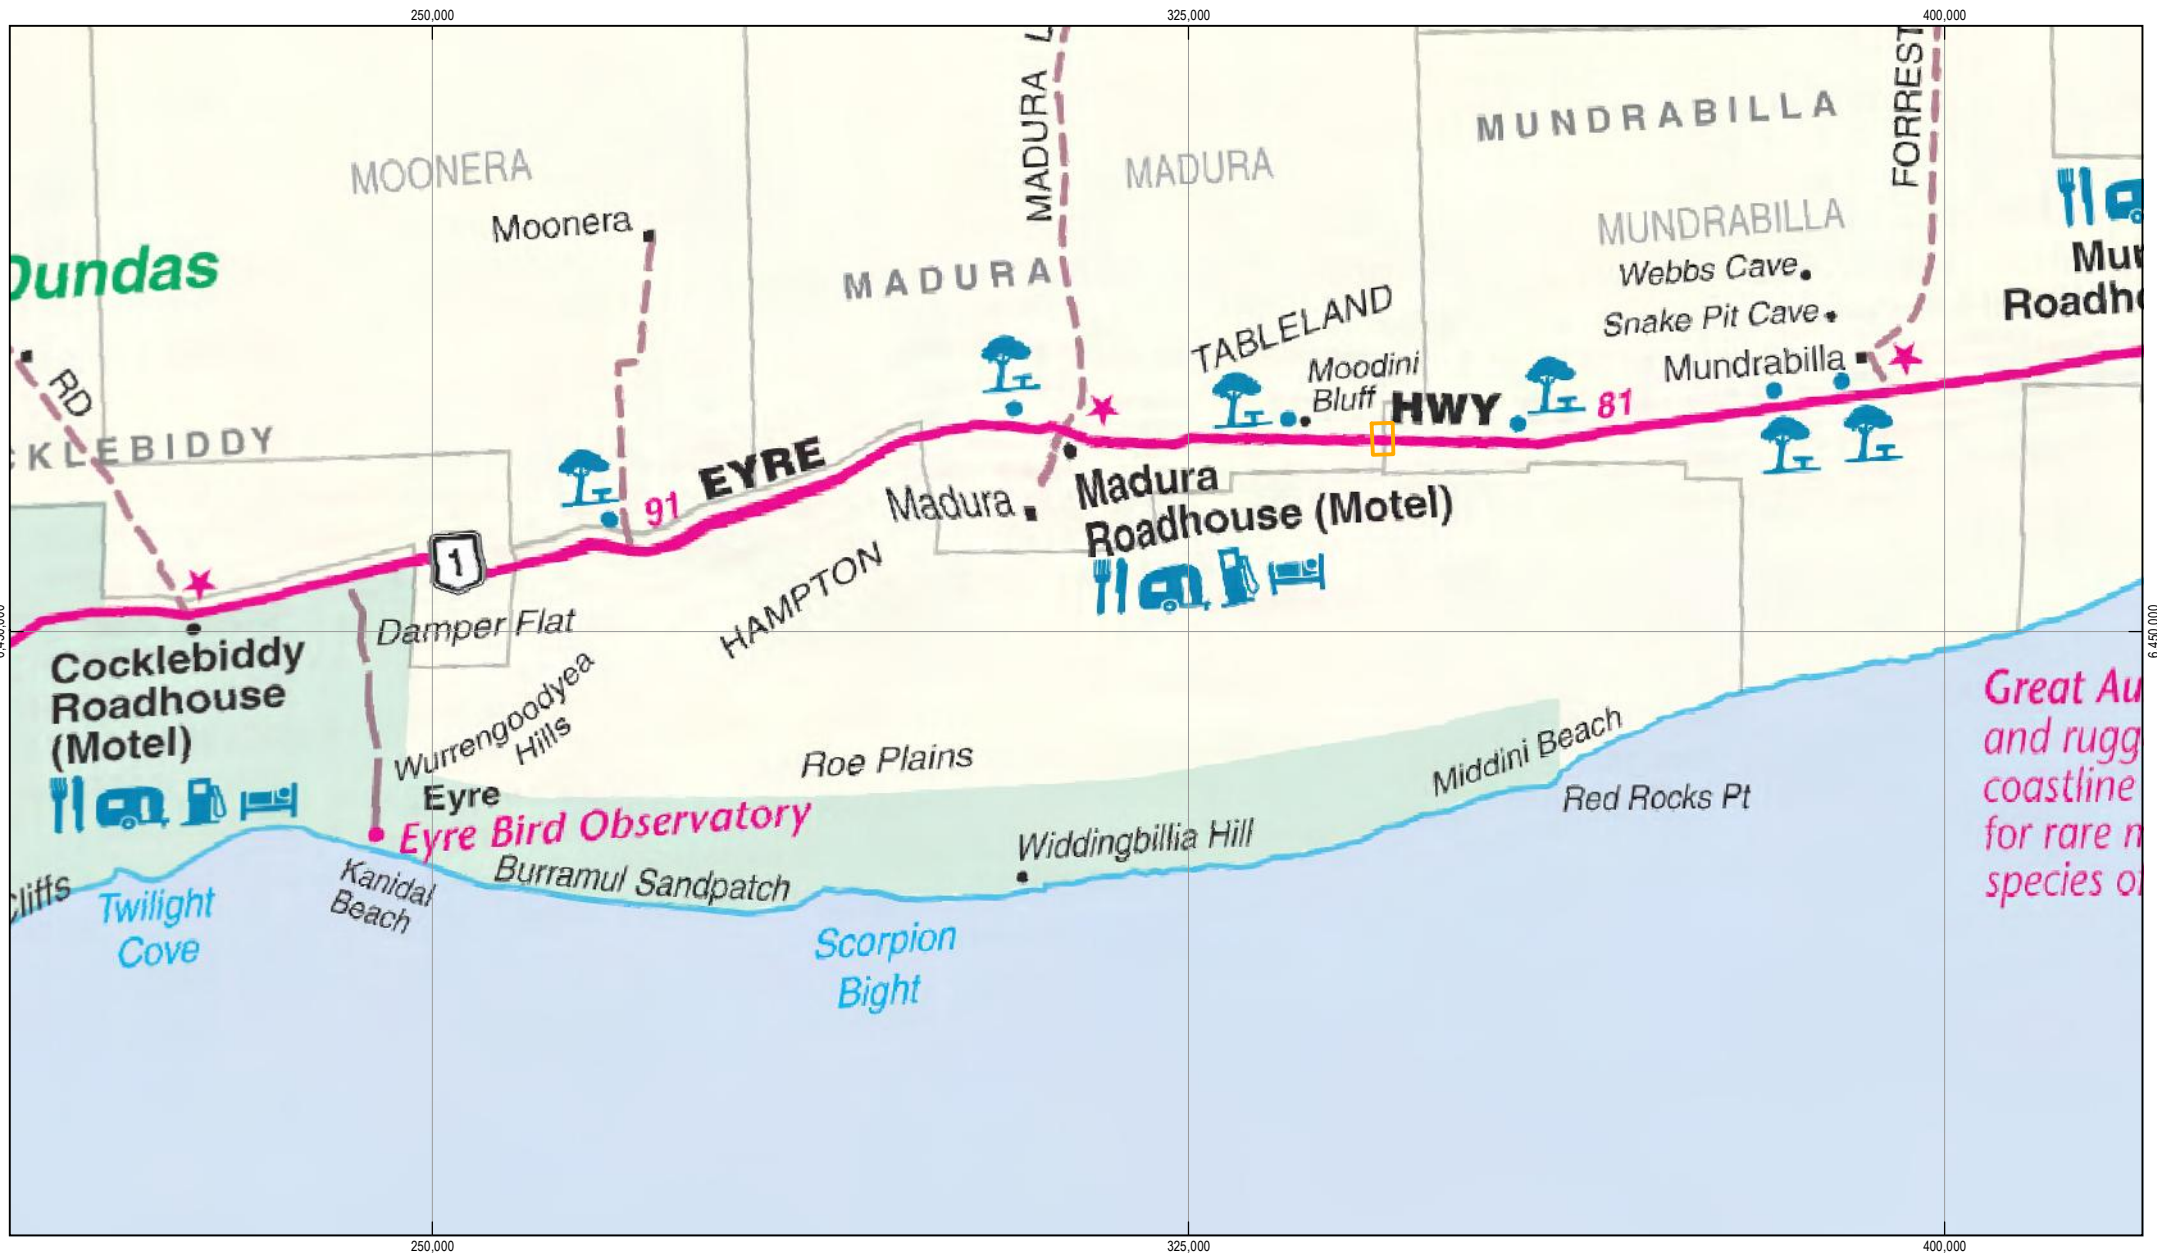 250,000
325,000
400,000
MOONERA
Moonera
MADURA
MADURA
MADURA
MUNDRABILLA
FORREST
MUNDRABILLA
Webbs Cave
Snake Pit Cave
Mundrabilla
Dundas
RD
TABLELAND
Moodini
Bluff
HWY
81
EYRE
91
1
Madura
Madura
Roadhouse (Motel)
HAMPTON
Damper Flat
Cocklebiddy
Roadhouse
(Motel)
Wurrengoodyea
Hills
Eyre
Eyre Bird Observatory
Roe Plains
Middini Beach
Red Rocks Pt
Widdingbillia Hill
Kanidal
Beach
Burramul Sandpatch
Twilight
Cove
Scorpion
Bight
Great Au
and rugg
coastline
for rare
species
6,450,000
250,000
325,000
400,000